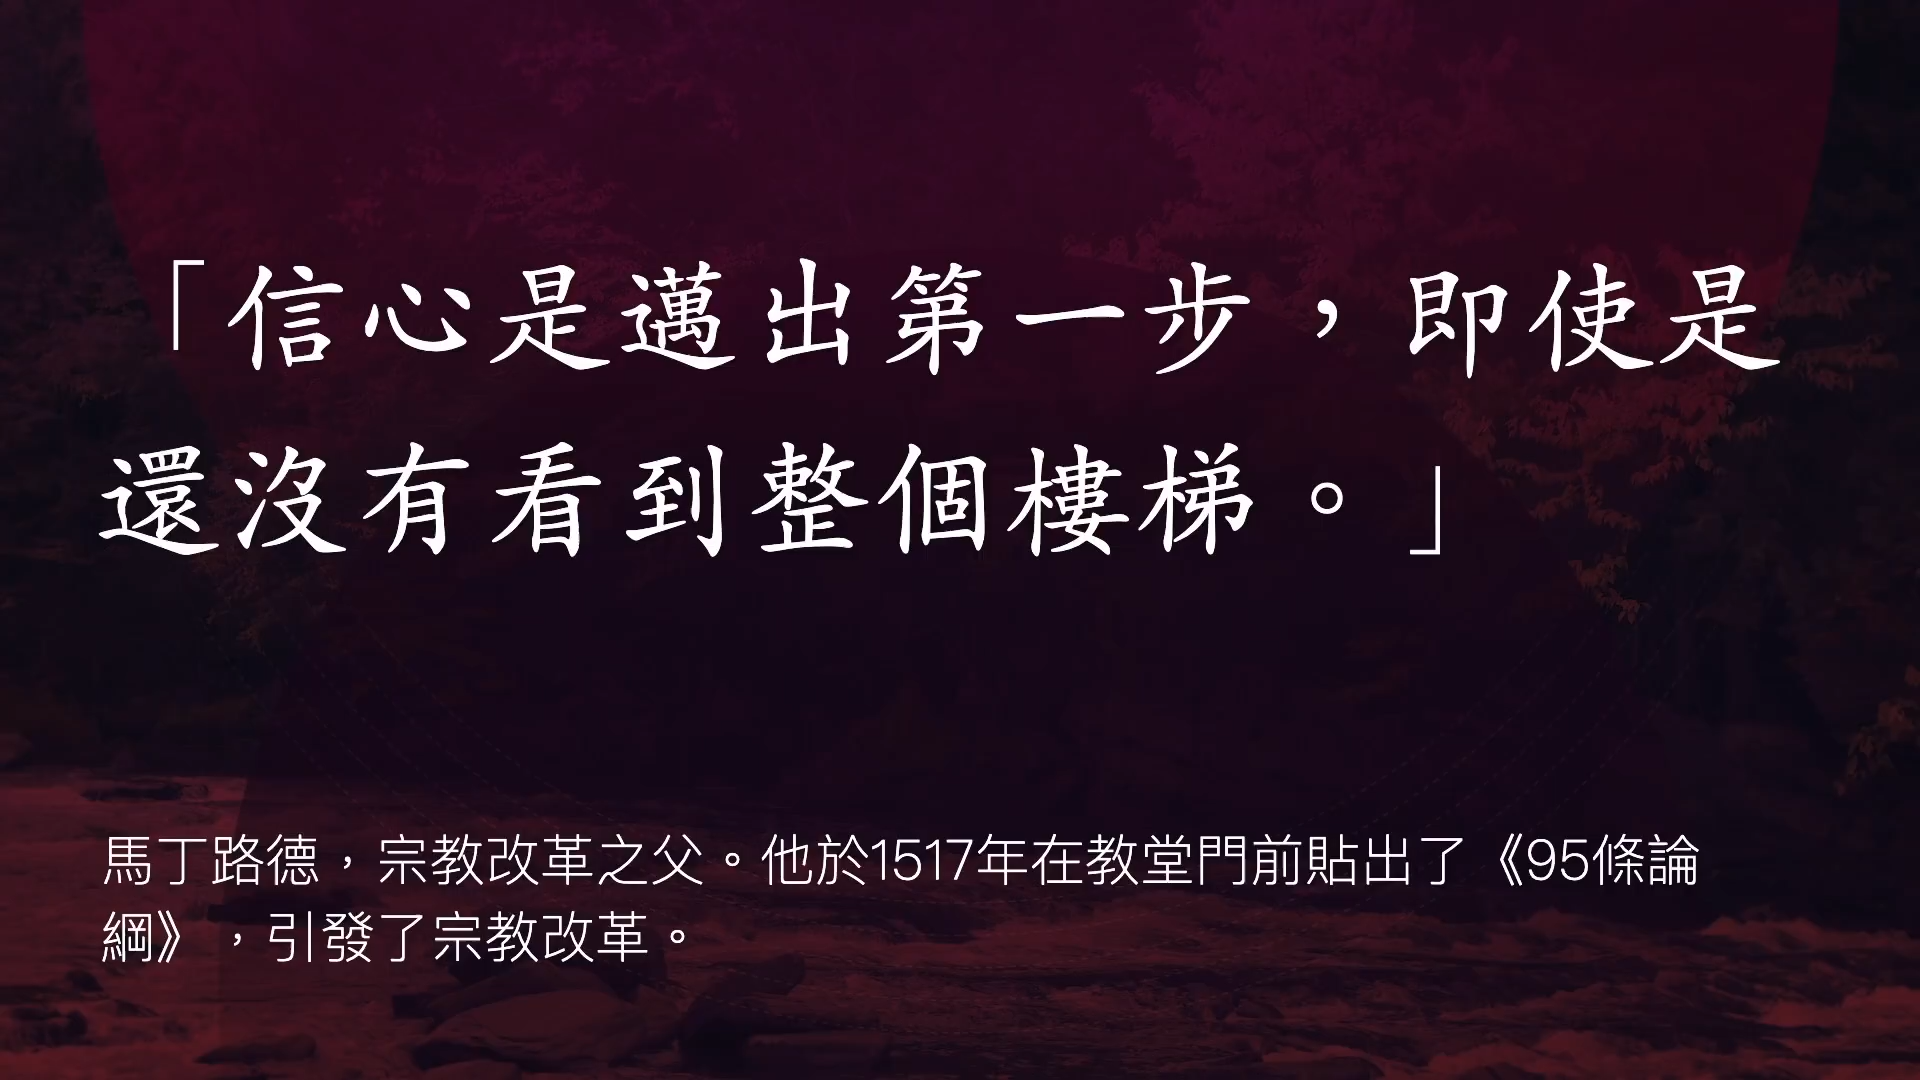 「信心是邁出第一步，即使是
還沒有看到整個樓梯。」
馬丁路德，宗教改革之父。他於1517年在教堂門前貼出了《95條論
綱》，引發了宗教改革。